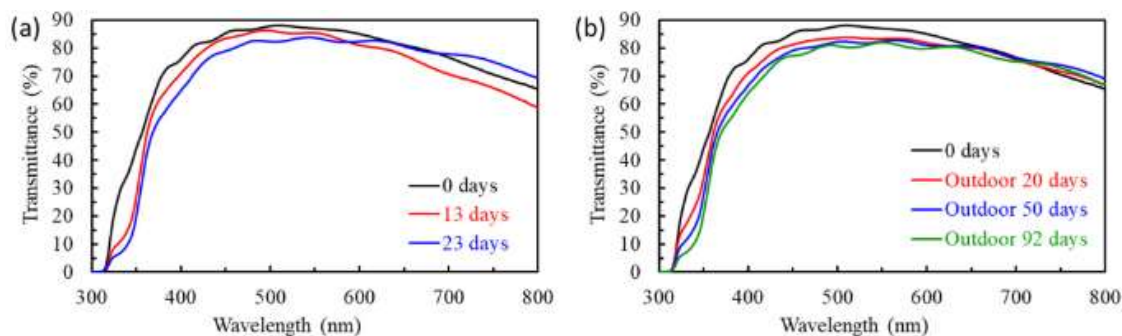 (a)
90
80
70
60
50
40
30
20
10
0
Transmittance (%)
0 days
13 days
23 days
300 400 500 600 700 800
Wavelength (nm)
(b)
90
80
70
60
50
40
30
20
10
0
Transmittance (%)
0 days
Outdoor 20 days
Outdoor 50 days
Outdoor 92 days
300 400 500 600 700 800
Wavelength (nm)